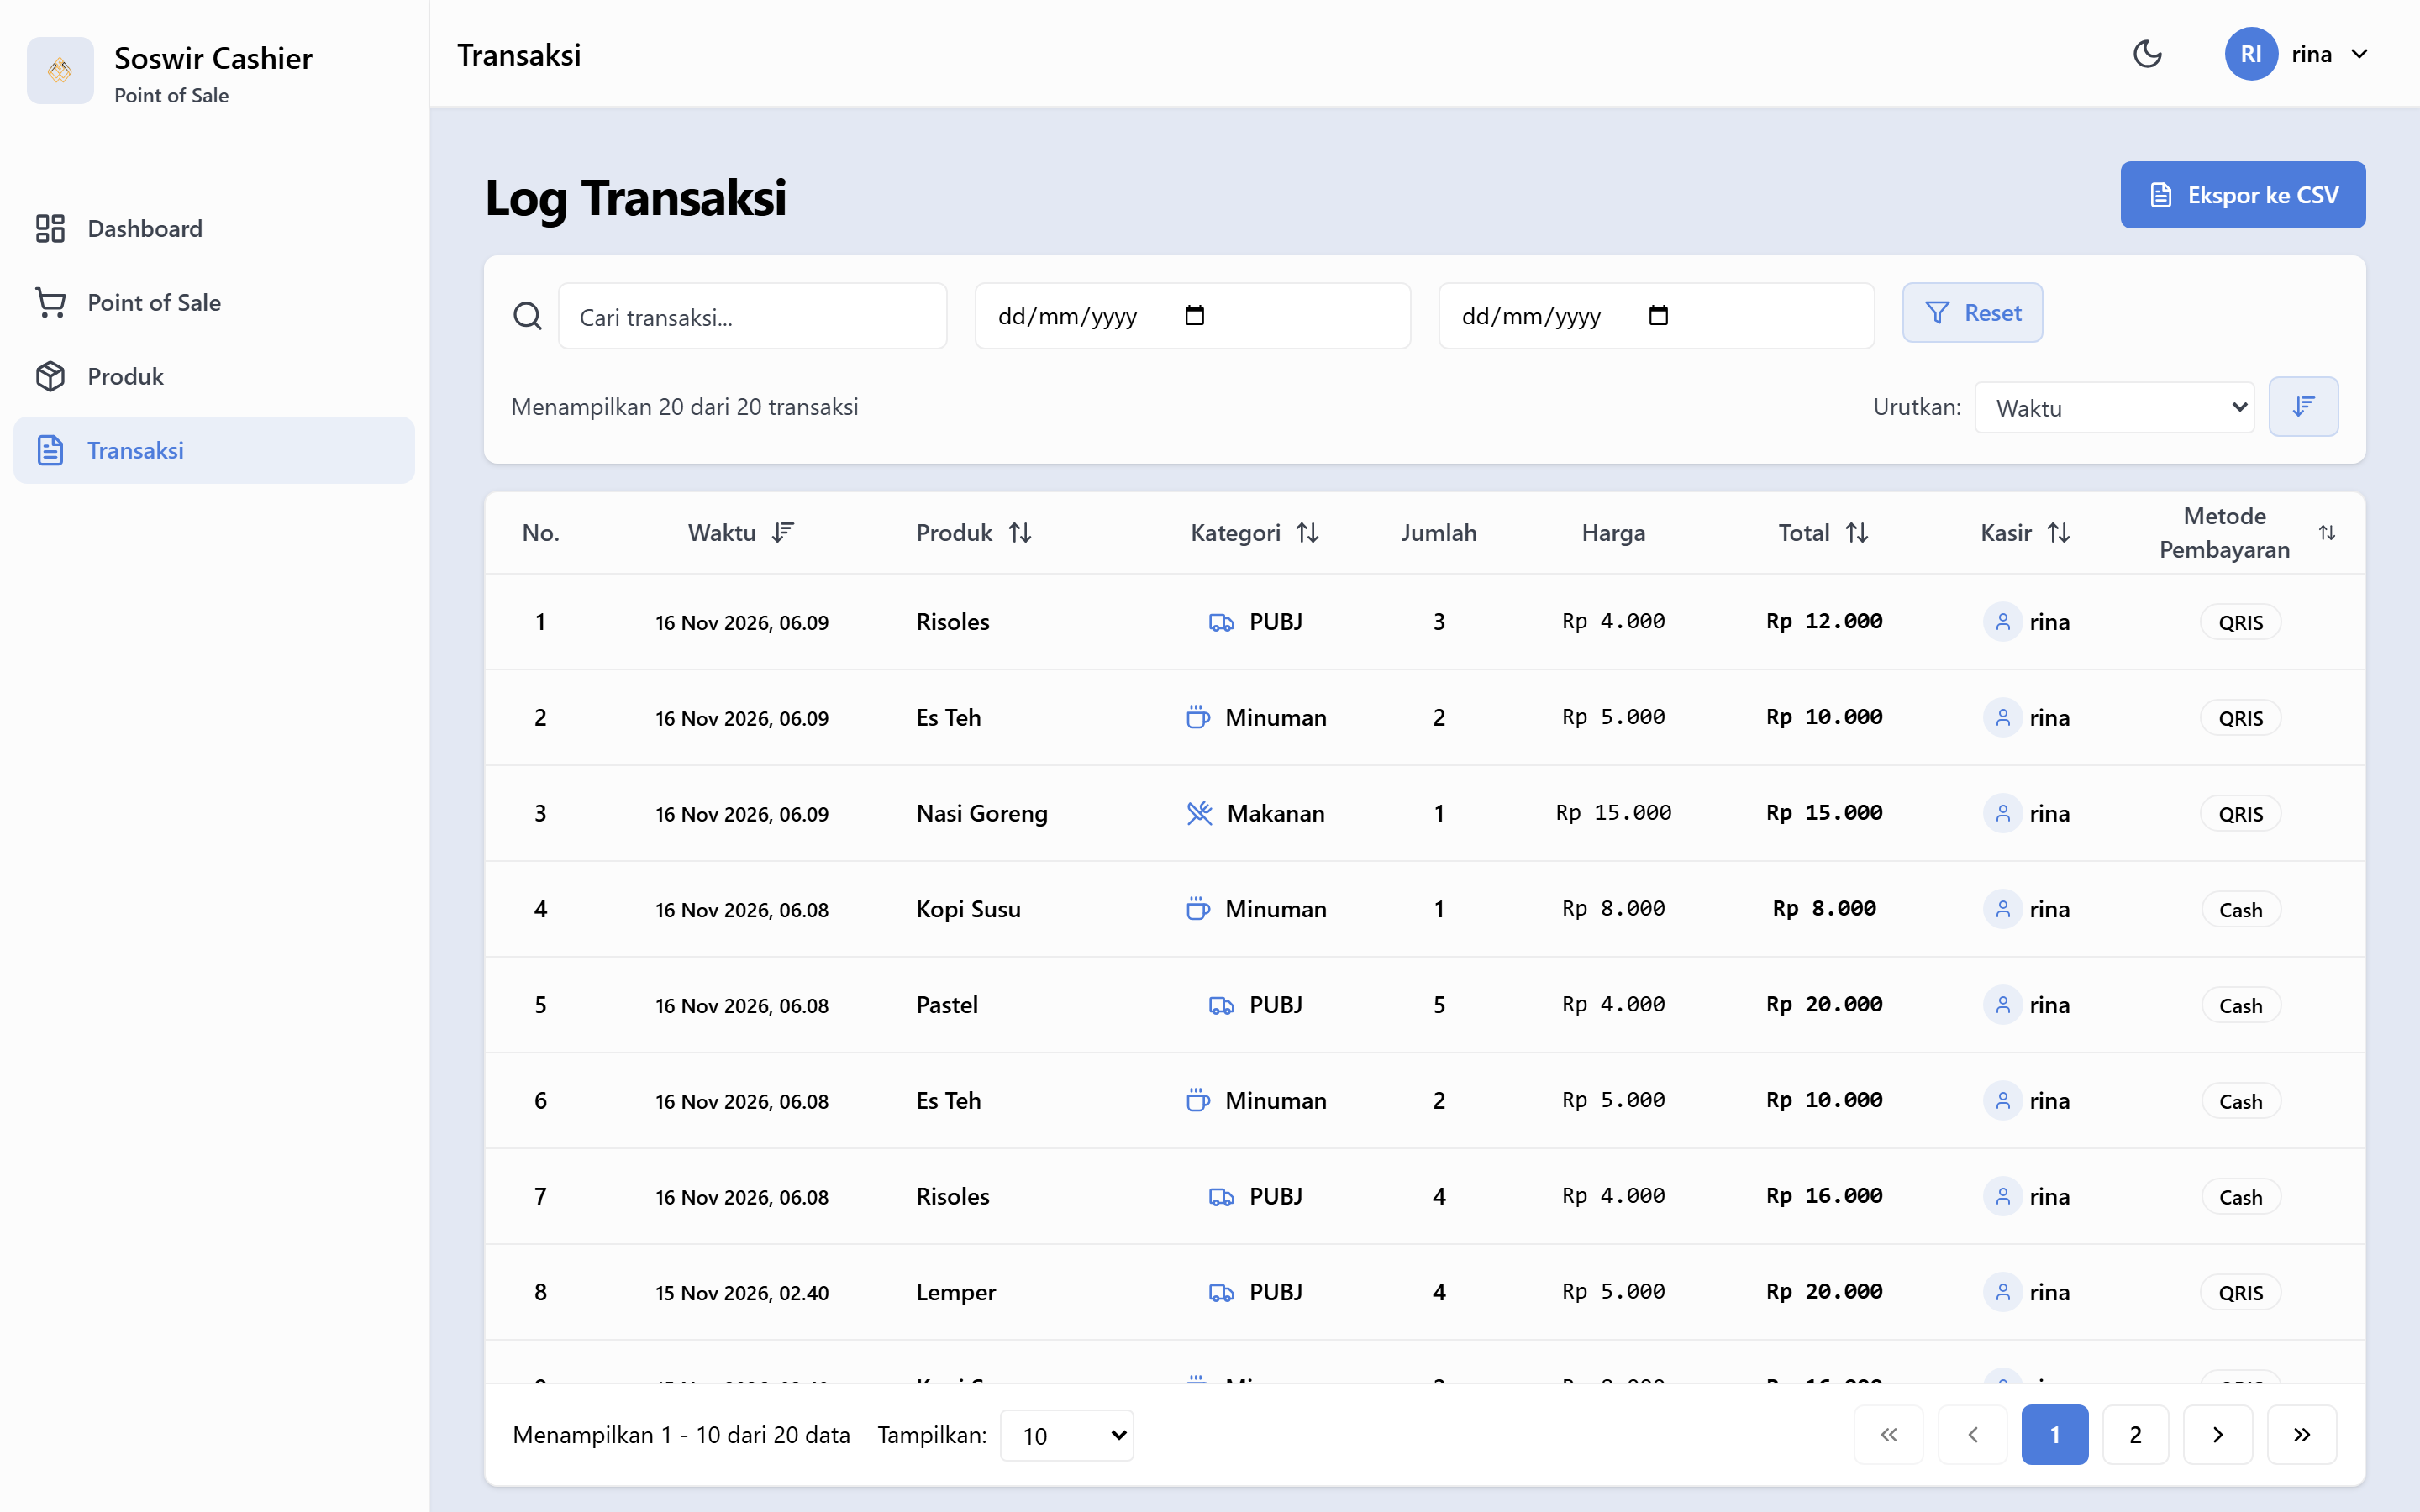 Soswir Cashier
Point of Sale
Dashboard
Point of Sale
Produk
Transaksi
Transaksi
RI rina
Log Transaksi
Ekspor ke CSV
Cari transaksi... dd/mm/yyyy dd/mm/yyyy Reset
Menampilkan 20 dari 20 transaksi Urutkan: Waktu
No. Waktu Produk Kategori Jumlah Harga Total Kasir Metode Pembayaran
1 16 Nov 2026, 06.09 Risoles PUBJ 3 Rp 4.000 Rp 12.000 rina QRIS
2 16 Nov 2026, 06.09 Es Teh Minuman 2 Rp 5.000 Rp 10.000 rina QRIS
3 16 Nov 2026, 06.09 Nasi Goreng Makanan 1 Rp 15.000 Rp 15.000 rina QRIS
4 16 Nov 2026, 06.08 Kopi Susu Minuman 1 Rp 8.000 Rp 8.000 rina Cash
5 16 Nov 2026, 06.08 Pastel PUBJ 5 Rp 4.000 Rp 20.000 rina Cash
6 16 Nov 2026, 06.08 Es Teh Minuman 2 Rp 5.000 Rp 10.000 rina Cash
7 16 Nov 2026, 06.08 Risoles PUBJ 4 Rp 4.000 Rp 16.000 rina Cash
8 15 Nov 2026, 02.40 Lemper PUBJ 4 Rp 5.000 Rp 20.000 rina QRIS
Menampilkan 1 - 10 dari 20 data Tampilkan: 10 1 2